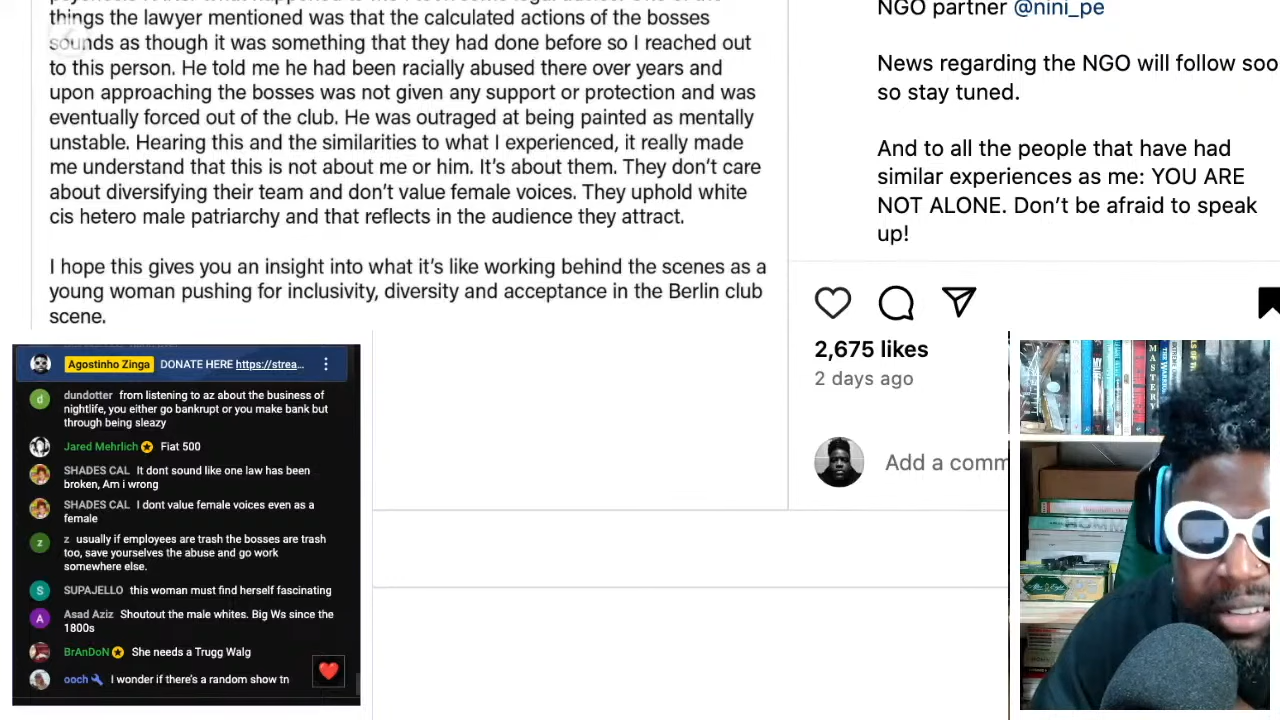 things the lawyer mentioned was that the calculated actions of the bosses
sounds as though it was something that they had done before so I reached out
to this person. He told me he had been racially abused there over years and
upon approaching the bosses was not given any support or protection and was
eventually forced out of the club. He was outraged at being painted as mentally
unstable. Hearing this and the similarities to what I experienced, it really made
me understand that this is not about me or him. It’s about them. They don’t care
about diversifying their team and don’t value female voices. They uphold white
cis hetero male patriarchy and that reflects in the audience they attract.
I hope this gives you an insight into what it’s like working behind the scenes as a
young woman pushing for inclusivity, diversity and acceptance in the Berlin club
scene.
NGO partner @nini_pe
News regarding the NGO will follow soo
so stay tuned.
And to all the people that have had
similar experiences as me: YOU ARE
NOT ALONE. Don’t be afraid to speak
up!
2,675 likes
2 days ago
Add a comm
Agostinho Zinga DONATE HERE https://strea...
d
dundotter from listening to az about the business of
nightlife, you either go bankrupt or you make bank but
through being sleazy
Jared Mehrlich Fiat 500
SHADES CAL It dont sound like one law has been
broken, Am i wrong
SHADES CAL I dont value female voices even as a
female
z
z usually if employees are trash the bosses are trash
too, save yourselves the abuse and go work
somewhere else.
S
SUPAJELLO this woman must find herself fascinating
A
Asad Aziz Shoutout the male whites. Big Ws since the
1800s
BrAnDoN She needs a Trugg Walg
ooch I wonder if there's a random show tn
MASTERY